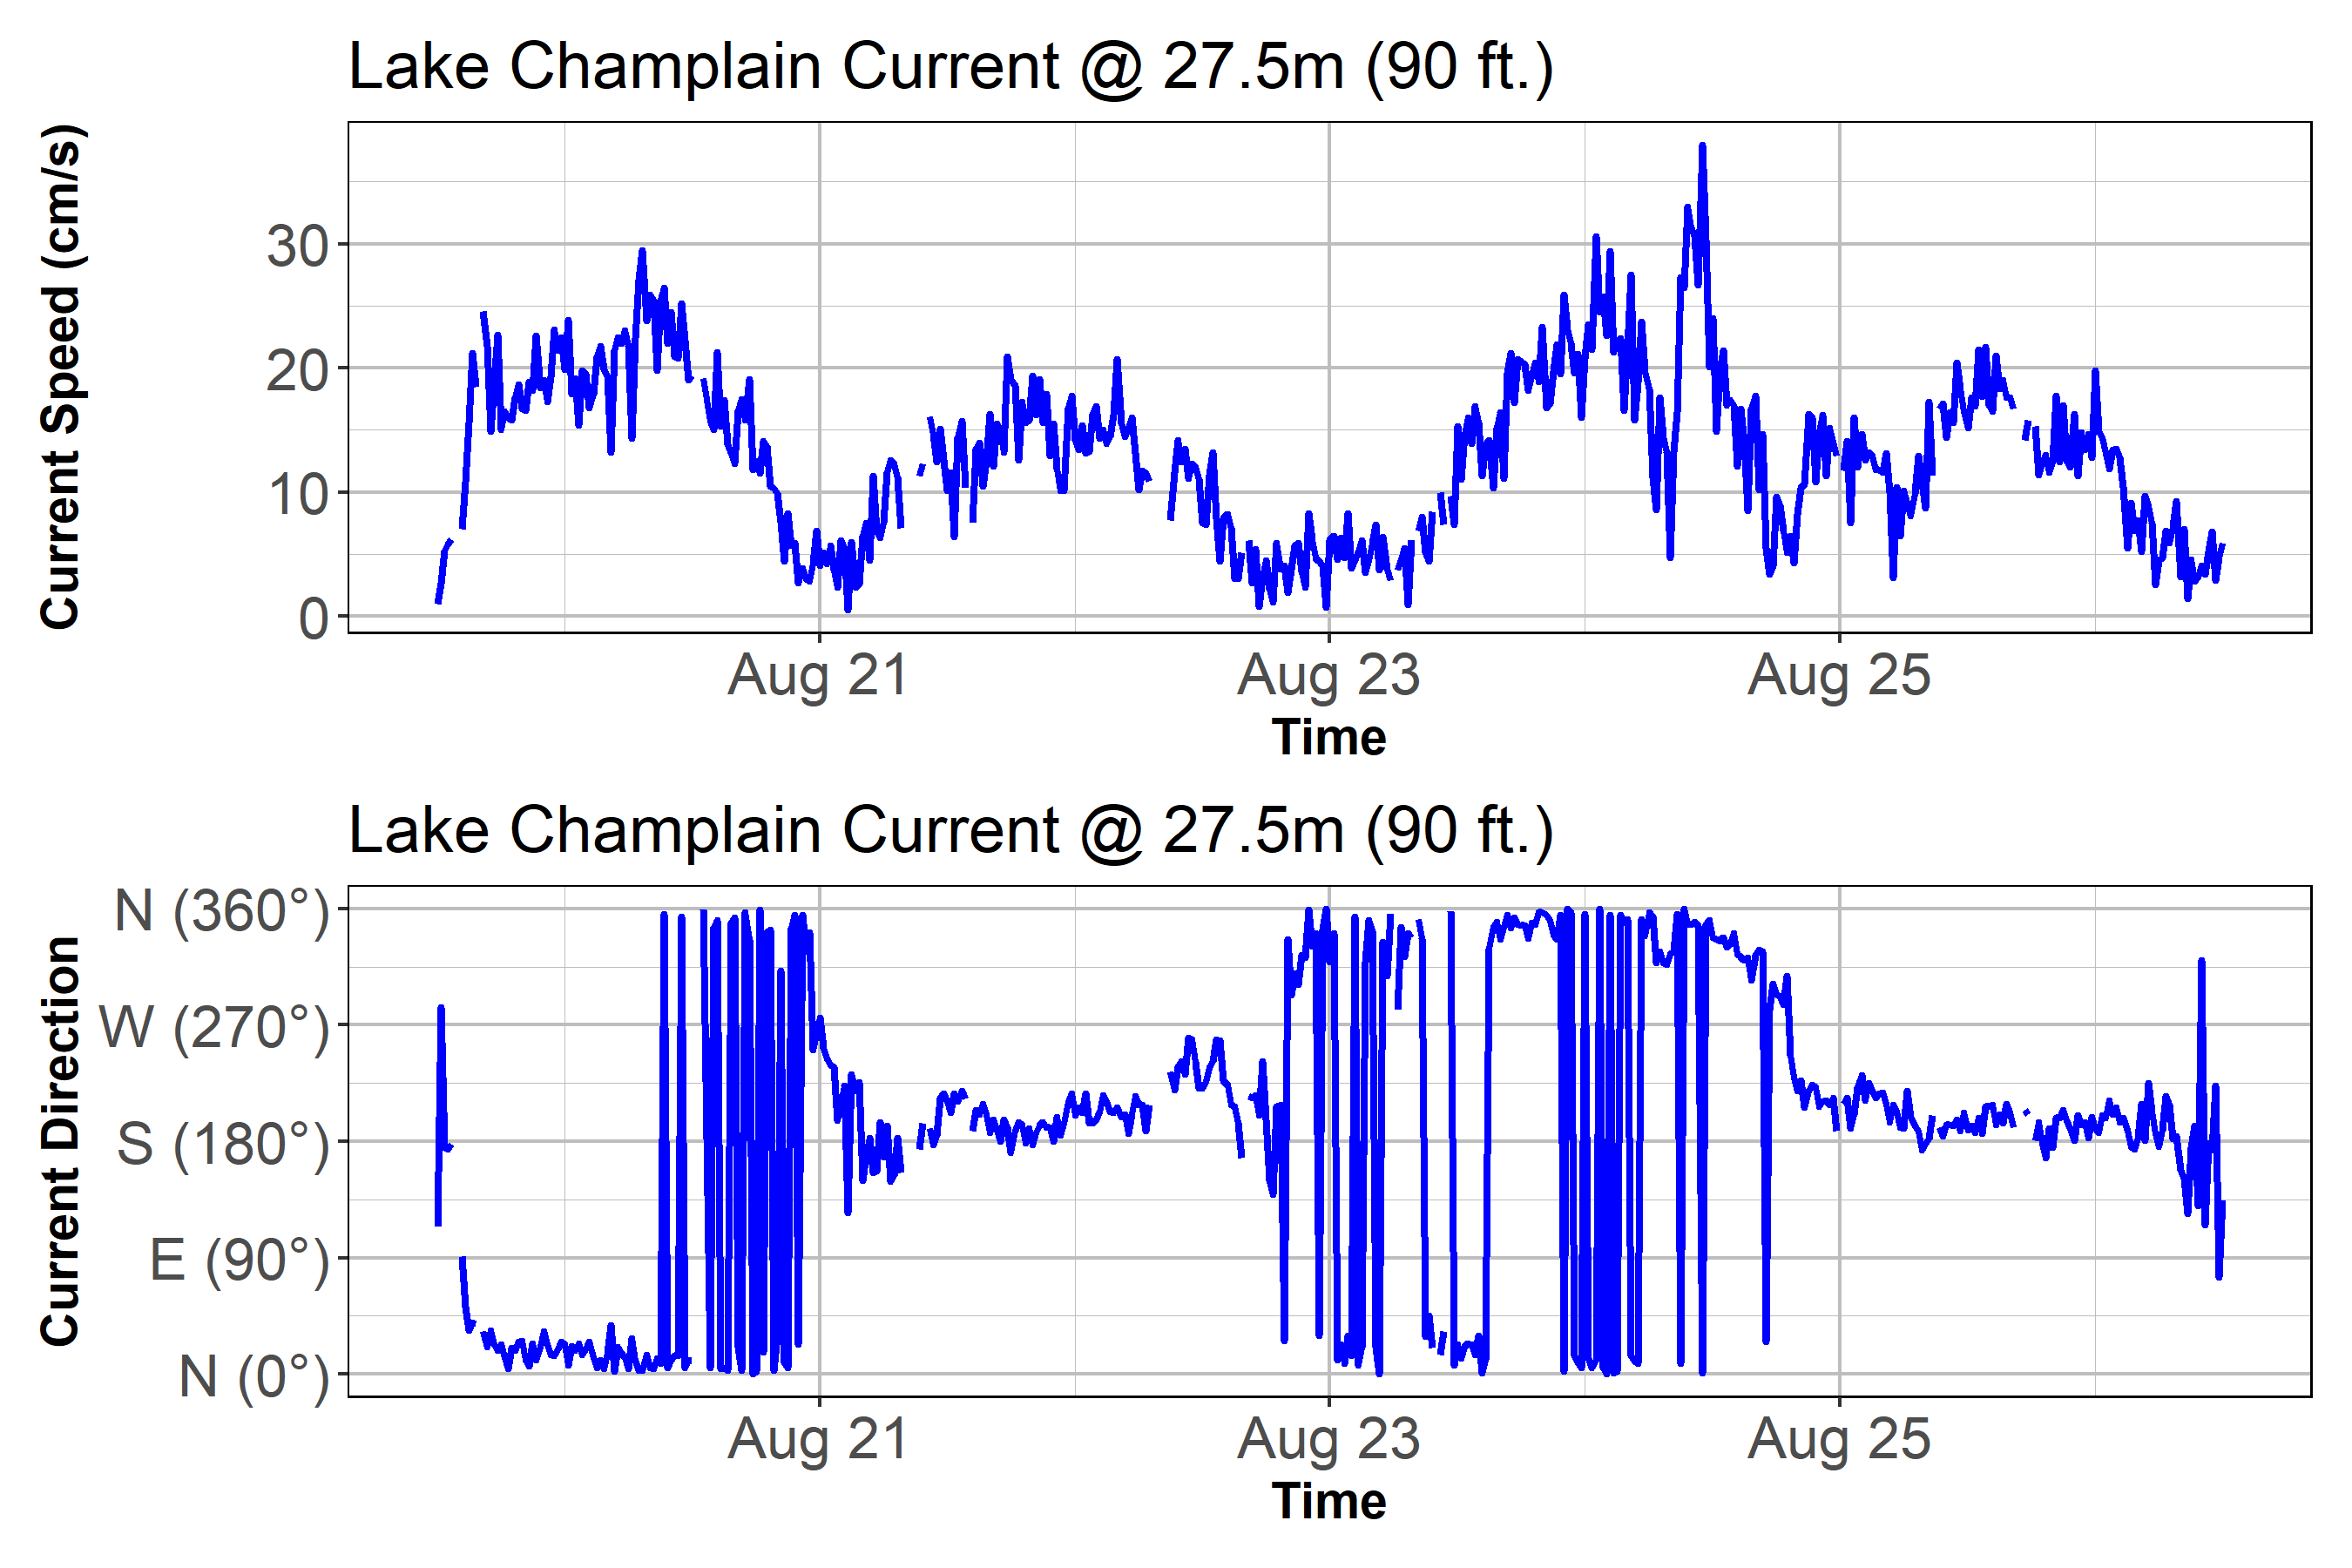 Lake Champlain Current @ 27.5m (90 ft.)
Current Speed (cm/s)
30
20
10
0
Aug 21 Aug 23 Aug 25
Time
Lake Champlain Current @ 27.5m (90 ft.)
Current Direction
N (360°)
W (270°)
S (180°)
E (90°)
N (0°)
Aug 21 Aug 23 Aug 25
Time